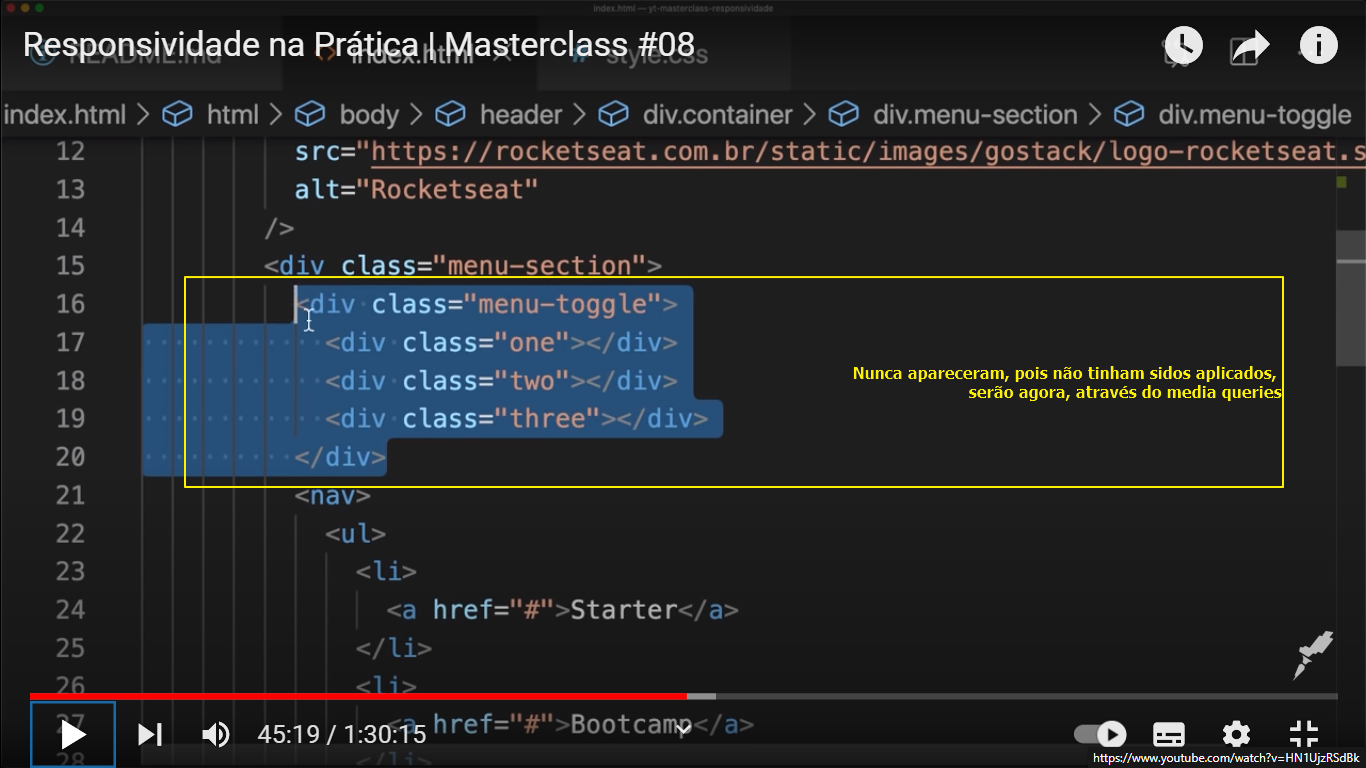 index.html — yt-masterclass-responsividade
Responsividade na Prática | Masterclass #08
README.md index.html style.css
index.html > html > body > header > div.container > div.menu-section > div.menu-toggle
12 src="https://rocketseat.com.br/static/images/gostack/logo-rocketseat.s
13 alt="Rocketseat"
14 />
15 <div class="menu-section">
16 <div class="menu-toggle">
17 <div class="one"></div>
18 <div class="two"></div>
19 <div class="three"></div>
20 </div>
Nunca apareceram, pois não tinham sidos aplicados,
serão agora, através do media queries
21 <nav>
22 <ul>
23 <li>
24 <a href="#">Starter</a>
25 </li>
26 <li>
27 <a href="#">Bootcamp</a>
28 </li>
45:19 / 1:30:15
https://www.youtube.com/watch?v=HN1UjzRSdBk